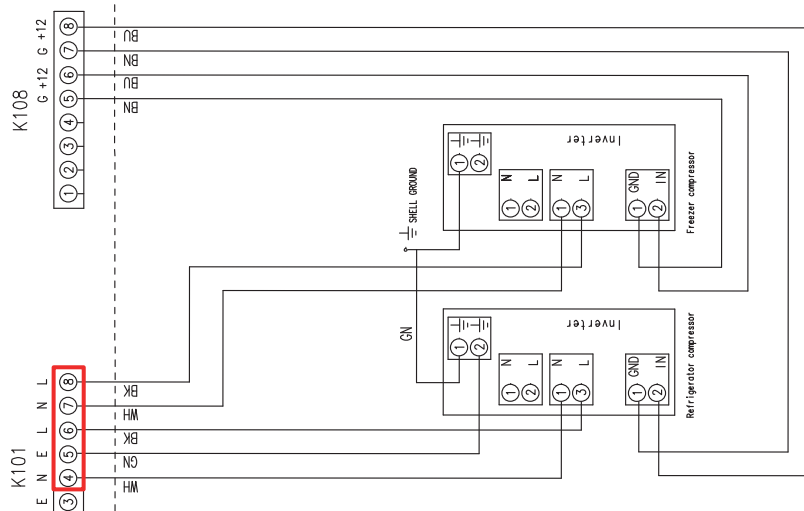 K108
G +12 G +12
8
7
6
5
4
3
2
1
BU
BN
BU
BN
Inverter
1 2
N L
1 2
N L
1 3
GND IN
1 2
Freezer compressor
SHELL GROUND
GN
Inverter
1 2
N L
1 2
N L
1 3
GND IN
1 2
Refrigerator compressor
K101
E N E L N L
8
7
6
5
4
3
BK
WH
BK
GN
WH